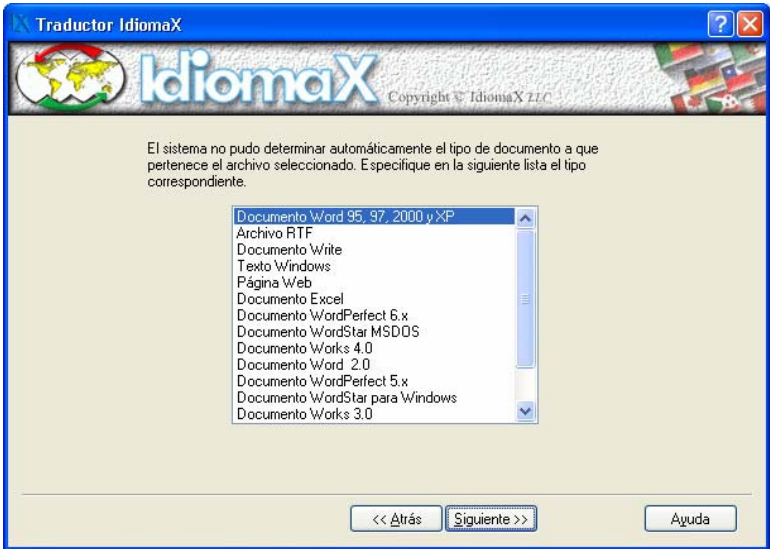 Traductor IdiomaX
IdiomaX Copyright © IdiomaX LLC
El sistema no pudo determinar automáticamente el tipo de documento a que
pertenece el archivo seleccionado. Especifique en la siguiente lista el tipo
correspondiente.
Documento Word 95, 97, 2000 y XP
Archivo RTF
Documento Write
Texto Windows
Página Web
Documento Excel
Documento WordPerfect 6.x
Documento WordStar MSDOS
Documento Works 4.0
Documento Word 2.0
Documento WordPerfect 5.x
Documento WordStar para Windows
Documento Works 3.0
<< Atrás Siguiente >> Ayuda